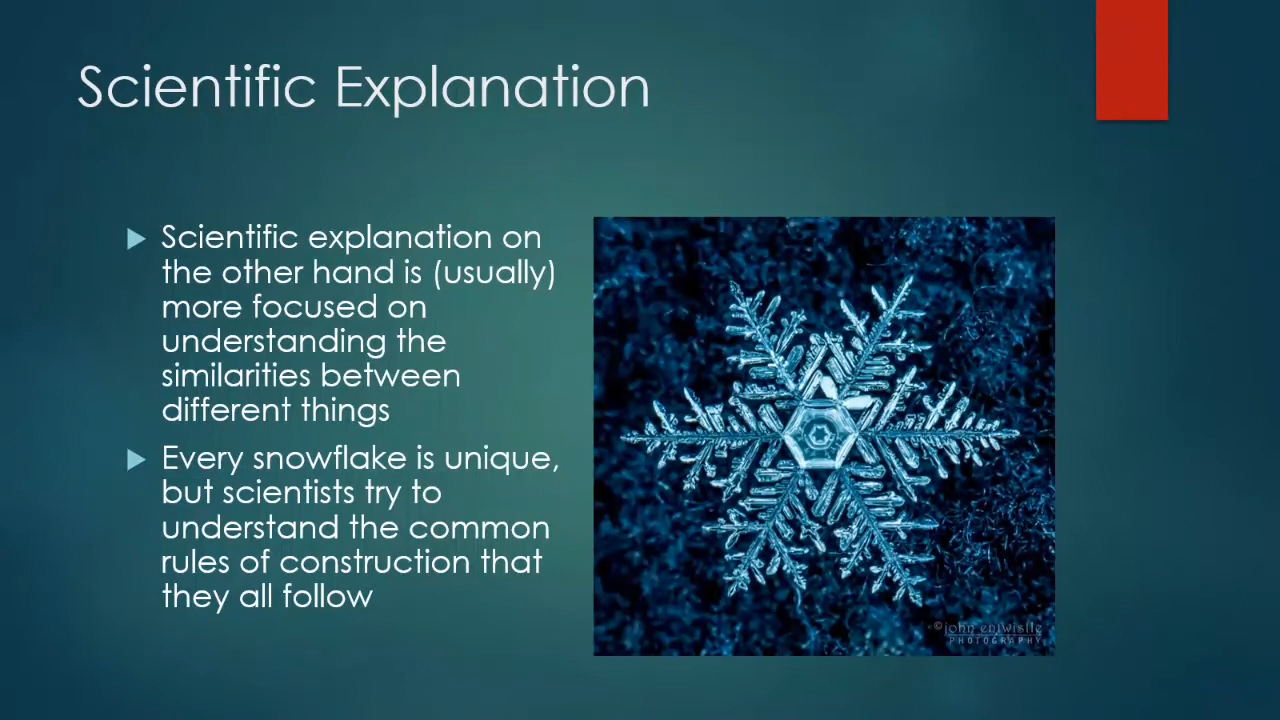 Scientific Explanation
Scientific explanation on
the other hand is (usually)
more focused on
understanding the
similarities between
different things
Every snowflake is unique,
but scientists try to
understand the common
rules of construction that
they all follow
©john entwistle
PHOTOGRAPHY